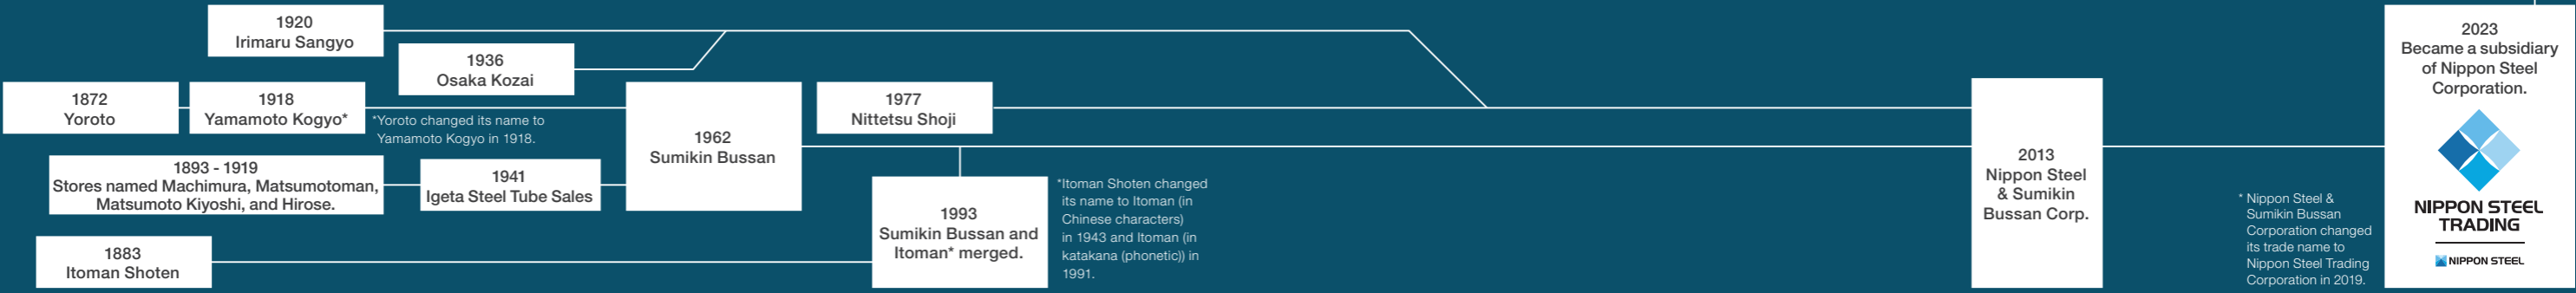 1920
Irimaru Sangyo
1936
Osaka Kozai
1872
Yoroto
1918
Yamamoto Kogyo*
*Yoroto changed its name to
Yamamoto Kogyo in 1918.
1893 - 1919
Stores named Machimura, Matsumotoman,
Matsumoto Kiyoshi, and Hirose.
1941
Igeta Steel Tube Sales
1883
Itoman Shoten
1962
Sumikin Bussan
1977
Nittetsu Shoji
1993
Sumikin Bussan and
Itoman* merged.
*Itoman Shoten changed
its name to Itoman (in
Chinese characters)
in 1943 and Itoman (in
katakana (phonetic)) in
1991.
2013
Nippon Steel
& Sumikin
Bussan Corp.
* Nippon Steel &
Sumikin Bussan
Corporation changed
its trade name to
Nippon Steel Trading
Corporation in 2019.
2023
Became a subsidiary
of Nippon Steel
Corporation.
NIPPON STEEL
TRADING
NIPPON STEEL